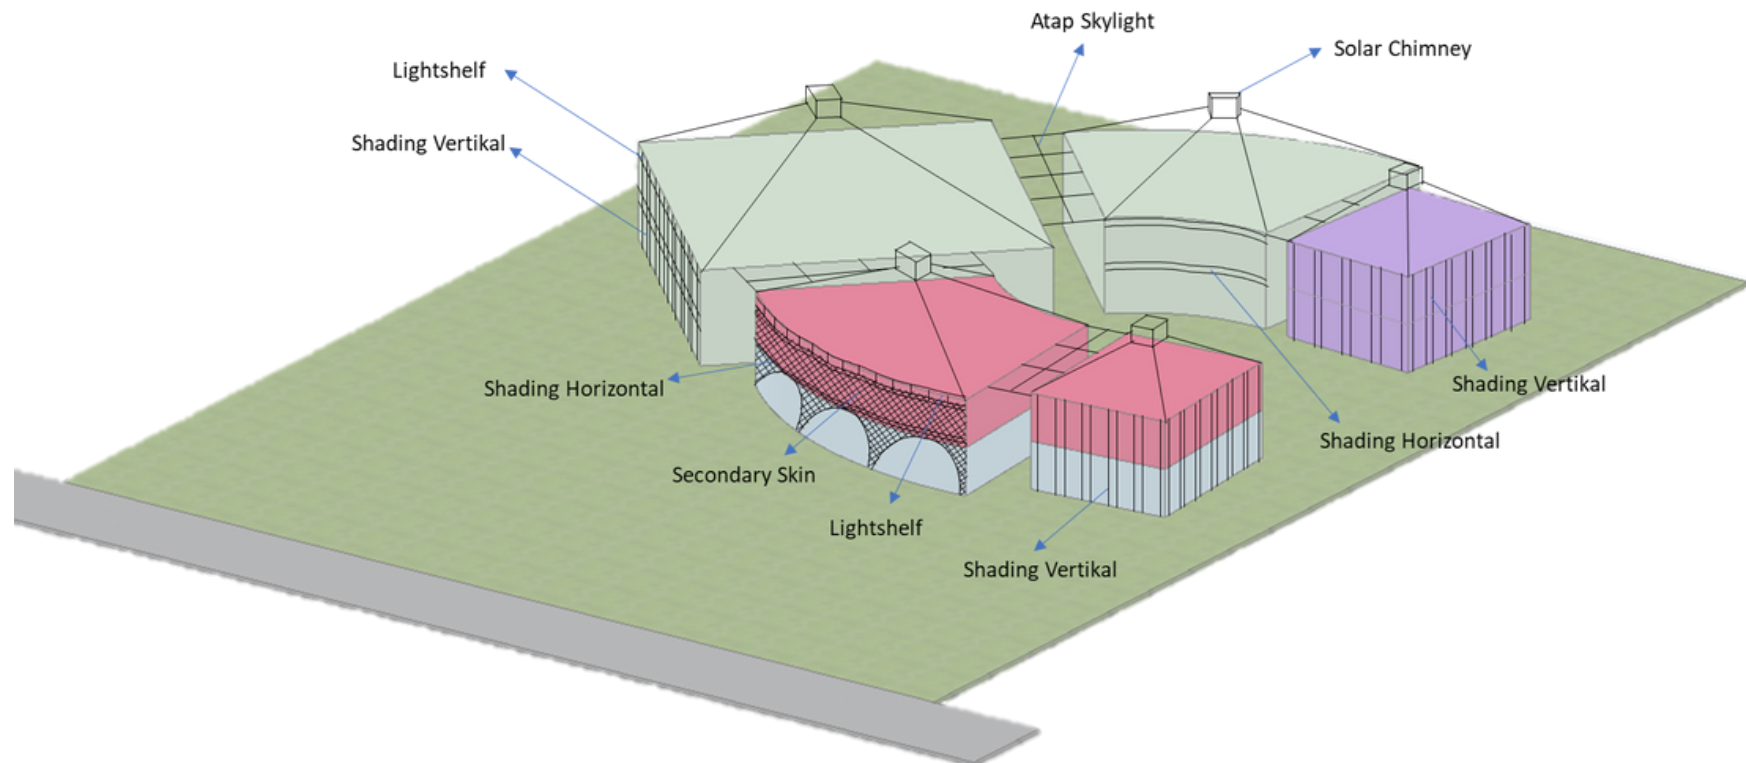 Atap Skylight
Solar Chimney
Lightshelf
Shading Vertikal
Shading Horizontal
Shading Vertikal
Shading Horizontal
Secondary Skin
Lightshelf
Shading Vertikal